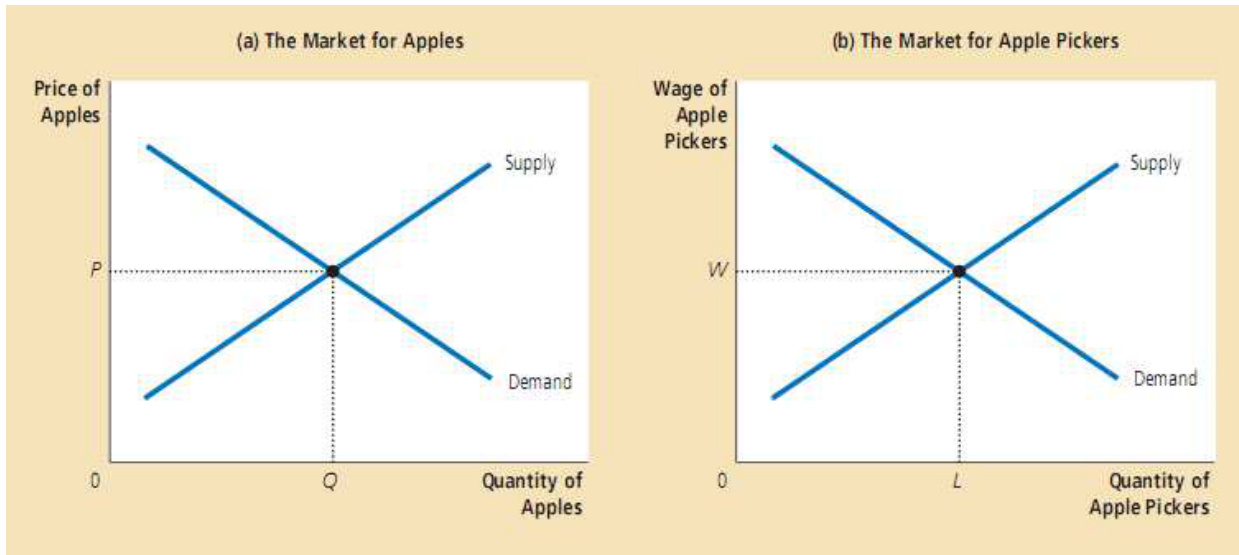 (a) The Market for Apples
Price of
Apples
Supply
P
Demand
0
Q
Quantity of
Apples
(b) The Market for Apple Pickers
Wage of
Apple
Pickers
Supply
W
Demand
0
L
Quantity of
Apple Pickers